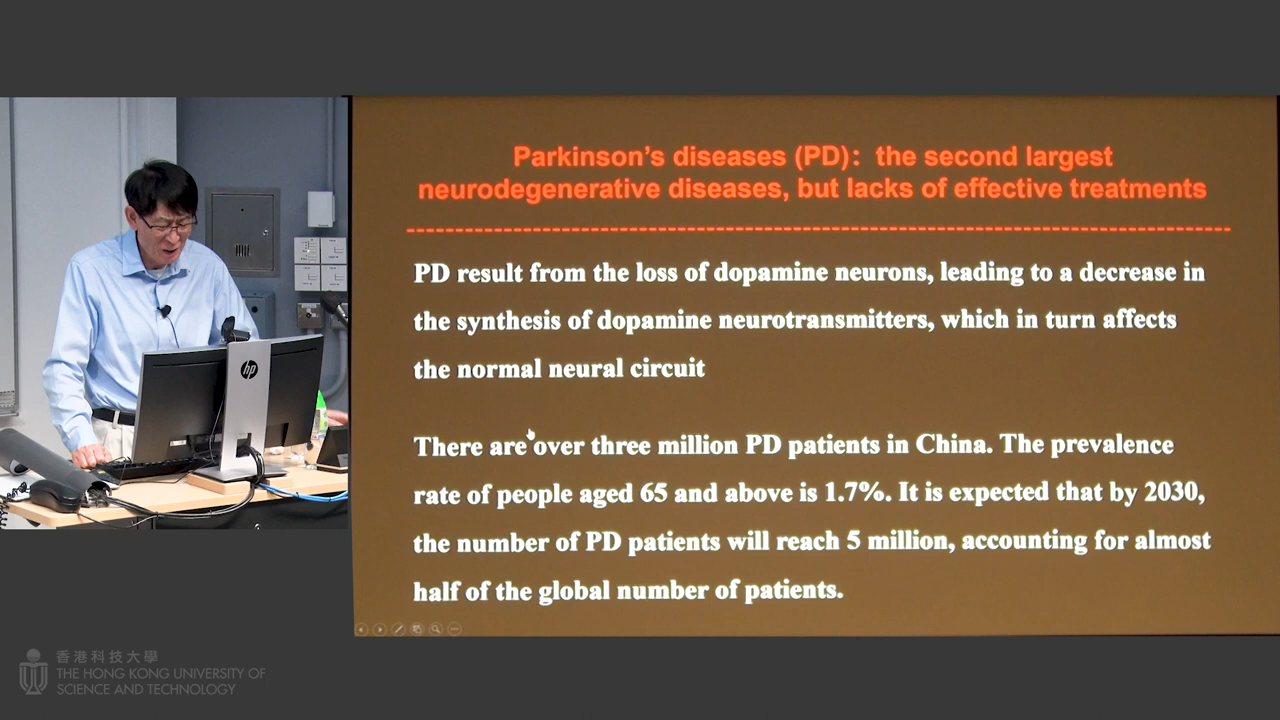 Parkinson's diseases (PD): the second largest
neurodegenerative diseases, but lacks of effective treatments
PD result from the loss of dopamine neurons, leading to a decrease in
the synthesis of dopamine neurotransmitters, which in turn affects
the normal neural circuit
There are over three million PD patients in China. The prevalence
rate of people aged 65 and above is 1.7%. It is expected that by 2030,
the number of PD patients will reach 5 million, accounting for almost
half of the global number of patients.
hp
香港科技大學
THE HONG KONG UNIVERSITY OF
SCIENCE AND TECHNOLOGY